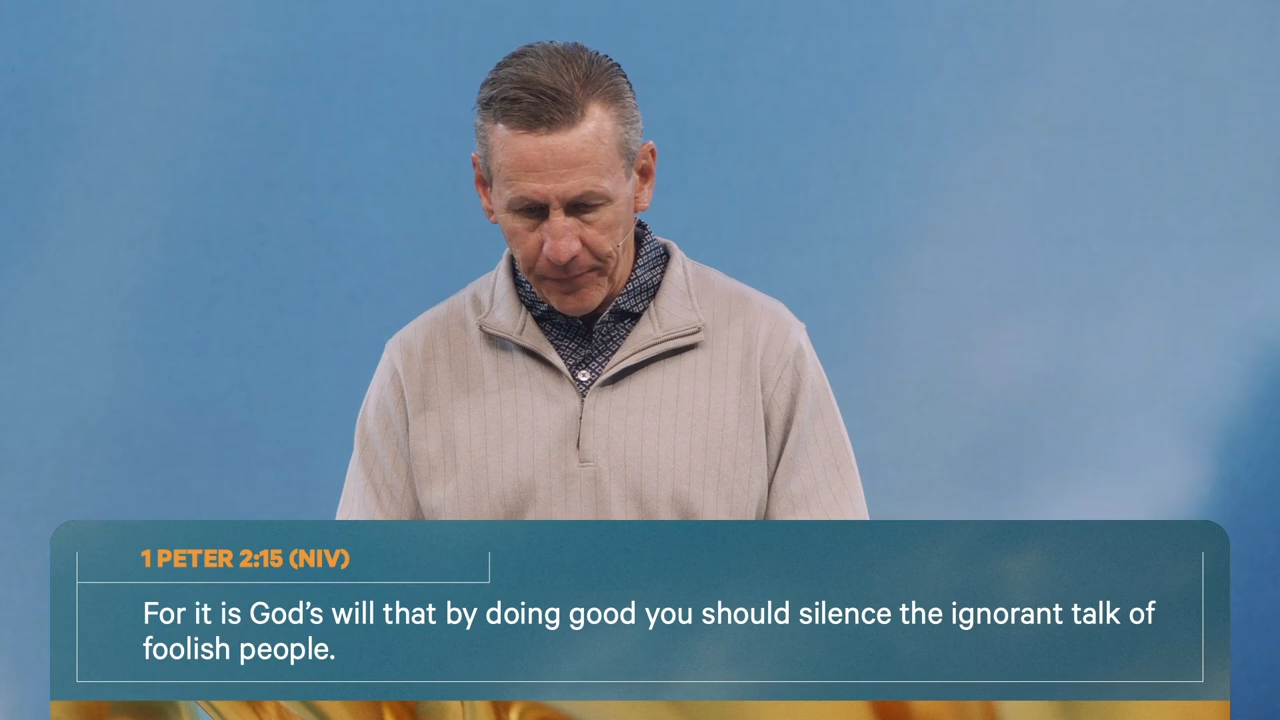 1 PETER 2:15 (NIV)
For it is God’s will that by doing good you should silence the ignorant talk of
foolish people.